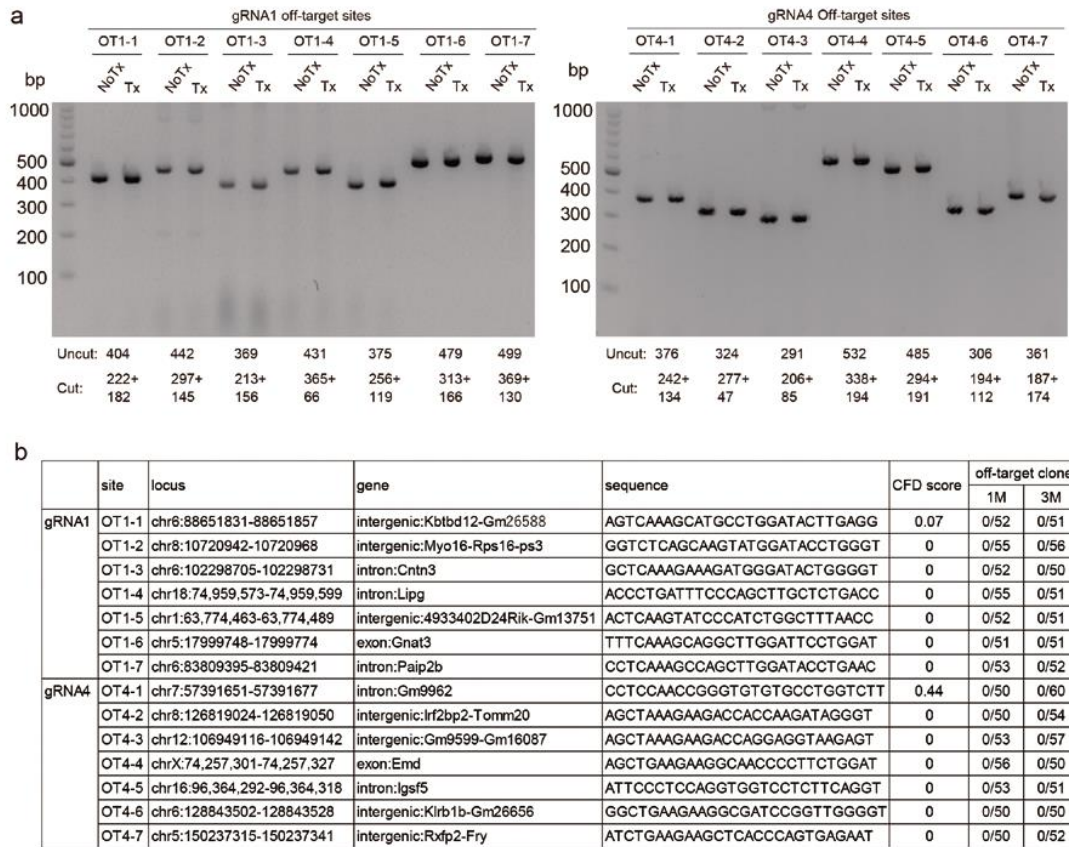 a
gRNA1 off-target sites
OT1-1 OT1-2 OT1-3 OT1-4 OT1-5 OT1-6 OT1-7
bp NoTx Tx NoTx Tx NoTx Tx NoTx Tx NoTx Tx NoTx Tx NoTx Tx
1000
500
400
300
200
100
Uncut: 404 442 369 431 375 479 499
Cut: 222+ 297+ 213+ 365+ 256+ 313+ 369+
182 145 156 66 119 166 130
gRNA4 Off-target sites
OT4-1 OT4-2 OT4-3 OT4-4 OT4-5 OT4-6 OT4-7
bp NoTx Tx NoTx Tx NoTx Tx NoTx Tx NoTx Tx NoTx Tx NoTx Tx
1000
500
400
300
200
100
376 324 291 532 485 306 361
242+ 277+ 206+ 338+ 294+ 194+ 187+
134 47 85 194 191 112 174
b
site locus gene sequence CFD score off-target clone
1M 3M
gRNA1 OT1-1 chr6:88651831-88651857 intergenic:Kbtbd12-Gm26588 AGTCAAAGCATGCCTGGATACTTGAGG 0.07 0/52 0/51
OT1-2 chr8:10720942-10720968 intergenic:Myo16-Rps16-ps3 GGTCTCAGCAAGTATGGATACCTGGGT 0 0/55 0/56
OT1-3 chr6:102298705-102298731 intron:Cntn3 GCTCAAAGAAAGATGGGATACTGGGGT 0 0/52 0/50
OT1-4 chr18:74,959,573-74,959,599 intron:Lipg ACCCTGATTTCCCAGCTTGCTCTGACC 0 0/55 0/51
OT1-5 chr1:63,774,463-63,774,489 intergenic:4933402D24Rik-Gm13751 ACTCAAGTATCCCATCTGGCTTTAACC 0 0/52 0/51
OT1-6 chr5:17999748-17999774 exon:Gnat3 TTTCAAAGCAGGCTTGGATTCCTGGAT 0 0/51 0/51
OT1-7 chr6:83809395-83809421 intron:Paip2b CCTCAAAGCCAGCTTGGATACCTGAAC 0 0/53 0/52
gRNA4 OT4-1 chr7:57391651-57391677 intron:Gm9962 CCTCCAACCGGGTGTGTGCCTGGTCTT 0.44 0/50 0/60
OT4-2 chr8:126819024-126819050 intergenic:Irf2bp2-Tomm20 AGCTAAAGAAGACCACCAAGATAGGGT 0 0/50 0/54
OT4-3 chr12:106949116-106949142 intergenic:Gm9599-Gm16087 AGCTAAAGAAGACCAGGAGGTAAGAGT 0 0/53 0/57
OT4-4 chrX:74,257,301-74,257,327 exon:Emd AGCTGAAGAAGGCAACCCCTTCTGGAT 0 0/56 0/50
OT4-5 chr16:96,364,292-96,364,318 intron:Igsf5 ATTCCCTCCAGGTGGTCCTCTTCAGGT 0 0/53 0/51
OT4-6 chr6:128843502-128843528 intergenic:Klrb1b-Gm26656 GGCTGAAGAAGGCGATCCGGTTGGGGT 0 0/50 0/50
OT4-7 chr5:150237315-150237341 intergenic:Rxfp2-Fry ATCTGAAGAAGCTCACCCAGTGAGAAT 0 0/50 0/52